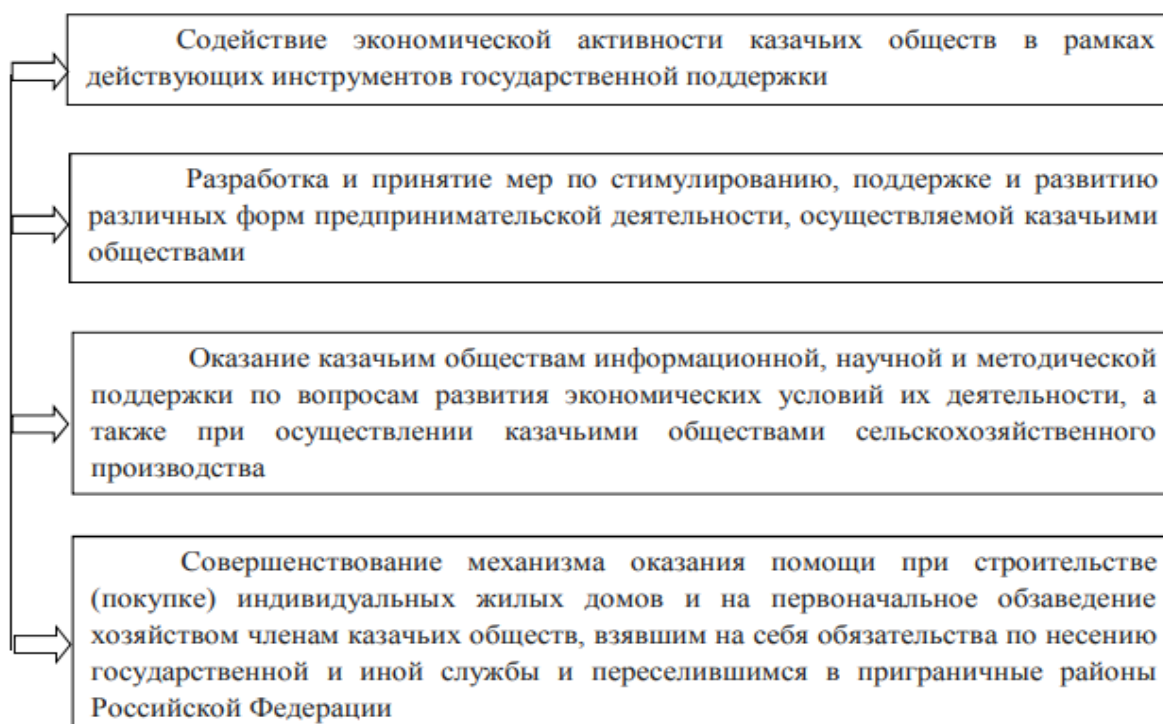 Содействие экономической активности казачьих обществ в рамках
действующих инструментов государственной поддержки
Разработка и принятие мер по стимулированию, поддержке и развитию
различных форм предпринимательской деятельности, осуществляемой казачьими
обществами
Оказание казачьим обществам информационной, научной и методической
поддержки по вопросам развития экономических условий их деятельности, а
также при осуществлении казачьими обществами сельскохозяйственного
производства
Совершенствование механизма оказания помощи при строительстве
(покупке) индивидуальных жилых домов и на первоначальное обзаведение
хозяйством членам казачьих обществ, взявшим на себя обязательства по несению
государственной и иной службы и переселившимся в приграничные районы
Российской Федерации